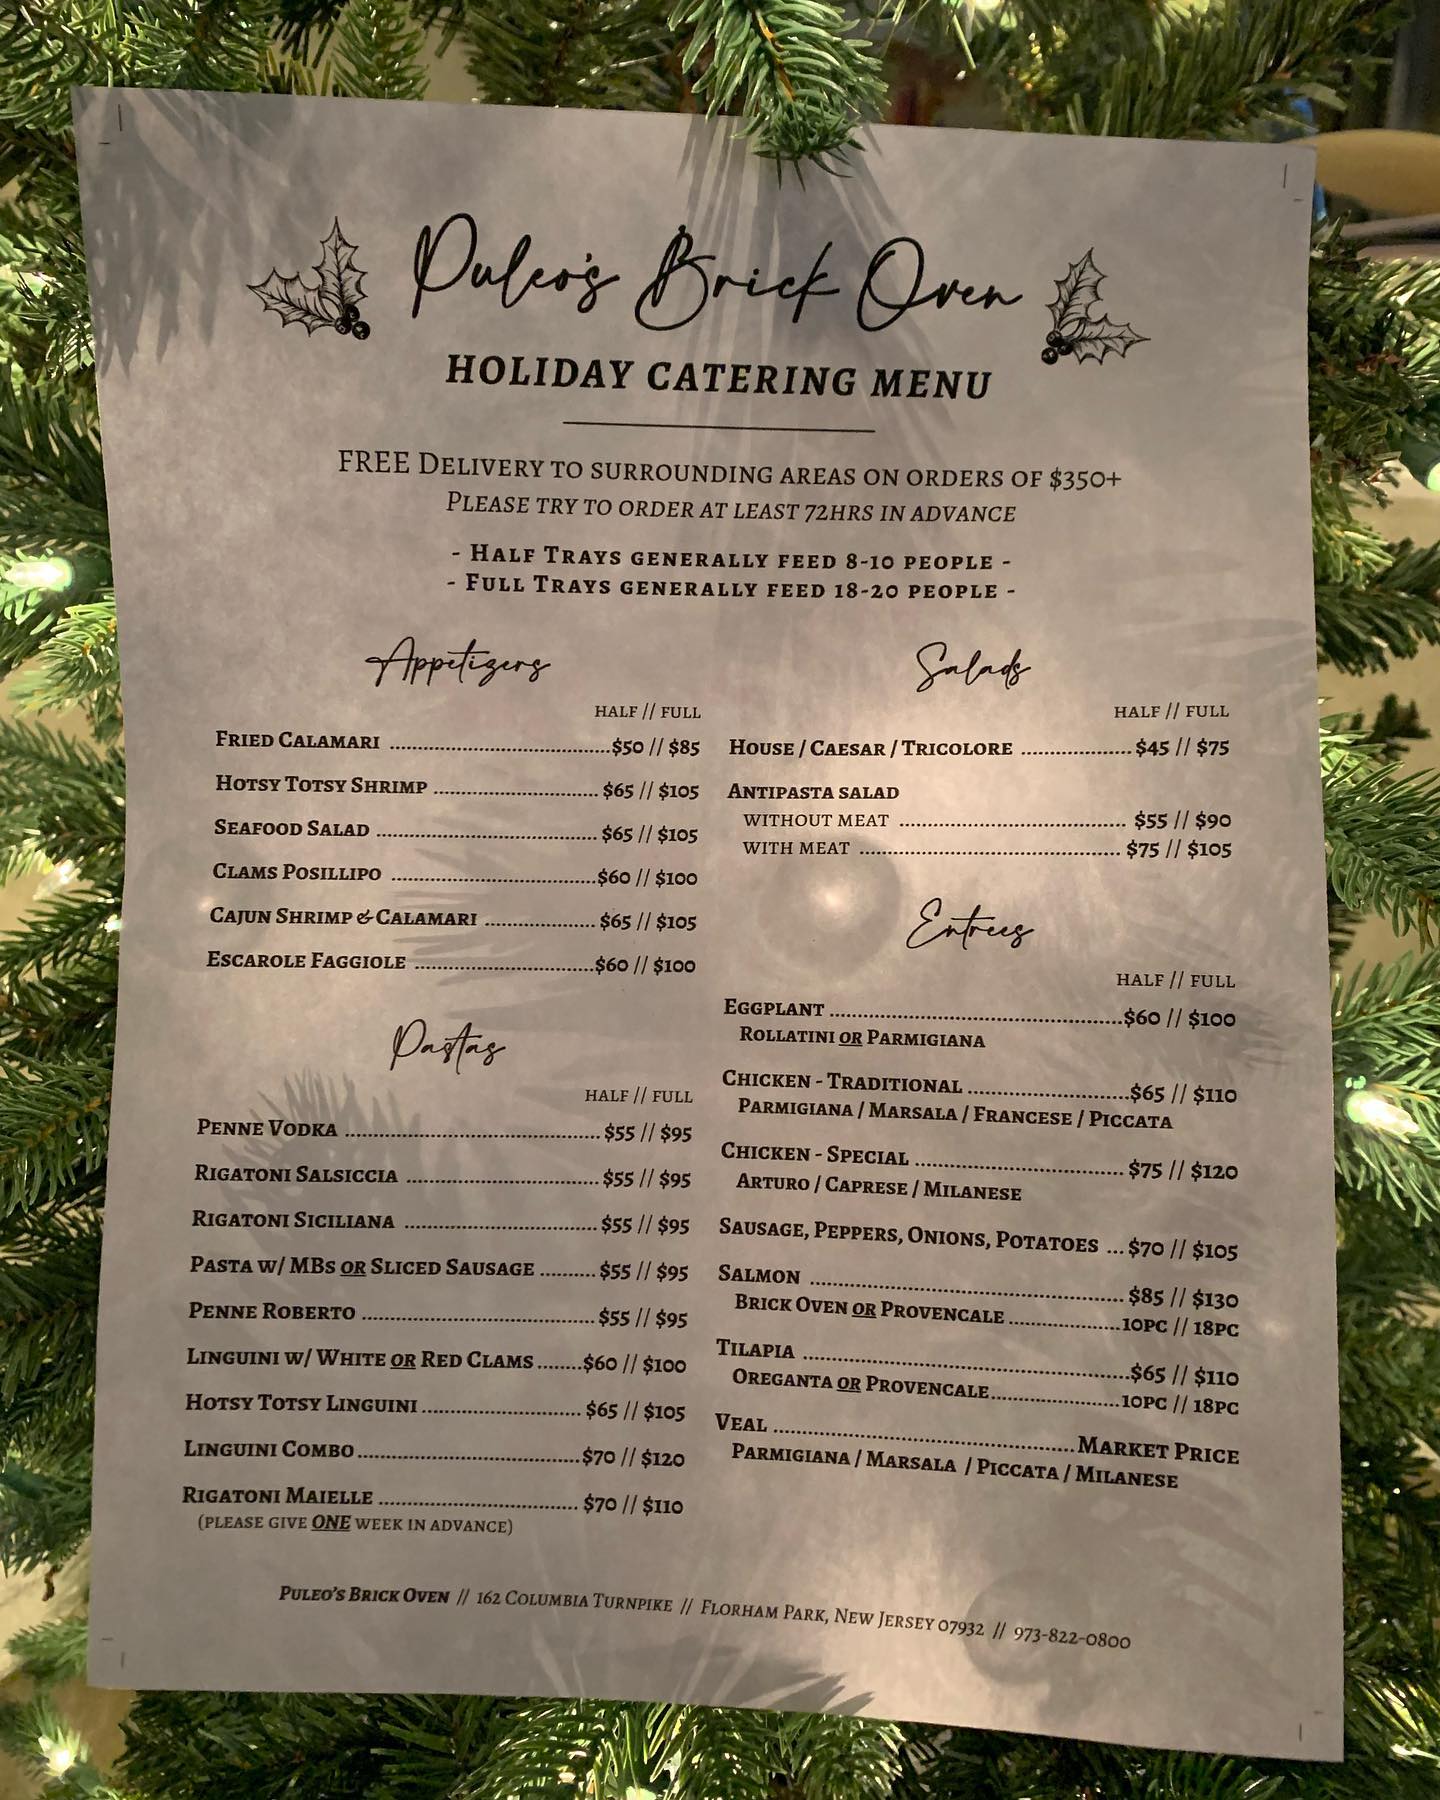 Puleo's Brick Oven
HOLIDAY CATERING MENU
FREE DELIVERY TO SURROUNDING AREAS ON ORDERS OF $350+
PLEASE TRY TO ORDER AT LEAST 72HRS IN ADVANCE
- HALF TRAYS GENERALLY FEED 8-10 PEOPLE -
- FULL TRAYS GENERALLY FEED 18-20 PEOPLE -
Appetizers
HALF // FULL
FRIED CALAMARI ........ $50 // $85
HOTSY TOTSY SHRIMP ........ $65 // $105
SEAFOOD SALAD ........ $65 // $105
CLAMS POSILLIPO ........ $60 // $100
CAJUN SHRIMP & CALAMARI ........ $65 // $105
ESCAROLE FAGGIOLE ........ $60 // $100
Pastas
HALF // FULL
PENNE VODKA ........ $55 // $95
RIGATONI SALSICCIA ........ $55 // $95
RIGATONI SICILIANA ........ $55 // $95
PASTA W/ MBS OR SLICED SAUSAGE ........ $55 // $95
PENNE ROBERTO ........ $55 // $95
LINGUINI W/ WHITE OR RED CLAMS ........ $60 // $100
HOTSY TOTSY LINGUINI ........ $65 // $105
LINGUINI COMBO ........ $70 // $120
RIGATONI MAIELLE ........ $70 // $110
(PLEASE GIVE ONE WEEK IN ADVANCE)
Salads
HALF // FULL
HOUSE / CAESAR / TRICOLORE ........ $45 // $75
ANTIPASTA SALAD
WITHOUT MEAT ........ $55 // $90
WITH MEAT ........ $75 // $105
Entrees
HALF // FULL
EGGPLANT ........ $60 // $100
ROLLATINI OR PARMIGIANA
CHICKEN - TRADITIONAL ........ $65 // $110
PARMIGIANA / MARSALA / FRANCESE / PICCATA
CHICKEN - SPECIAL ........ $75 // $120
ARTURO / CAPRESE / MILANESE
SAUSAGE, PEPPERS, ONIONS, POTATOES ... $70 // $105
SALMON ........ $85 // $130
BRICK OVEN OR PROVENCALE ........ 10PC // 18PC
TILAPIA ........ $65 // $110
OREGANTA OR PROVENCALE ........ 10PC // 18PC
VEAL ........ MARKET PRICE
PARMIGIANA / MARSALA / PICCATA / MILANESE
PULEO'S BRICK OVEN // 162 COLUMBIA TURNPIKE // FLORHAM PARK, NEW JERSEY 07932 // 973-822-0800